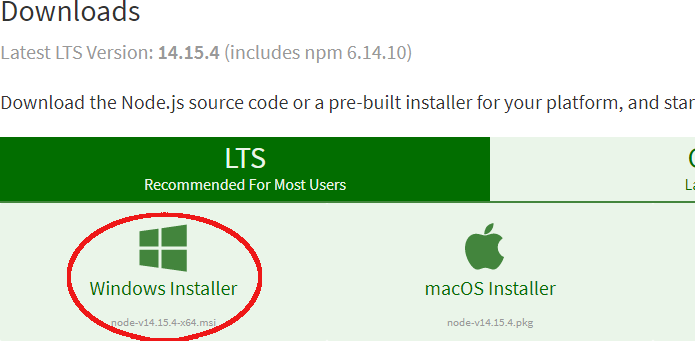 Downloads
Latest LTS Version: 14.15.4 (includes npm 6.14.10)
Download the Node.js source code or a pre-built installer for your platform, and star
LTS
Recommended For Most Users
La
Windows Installer
macOS Installer
node-v14.15.4-x64.msi
node-v14.15.4.pkg